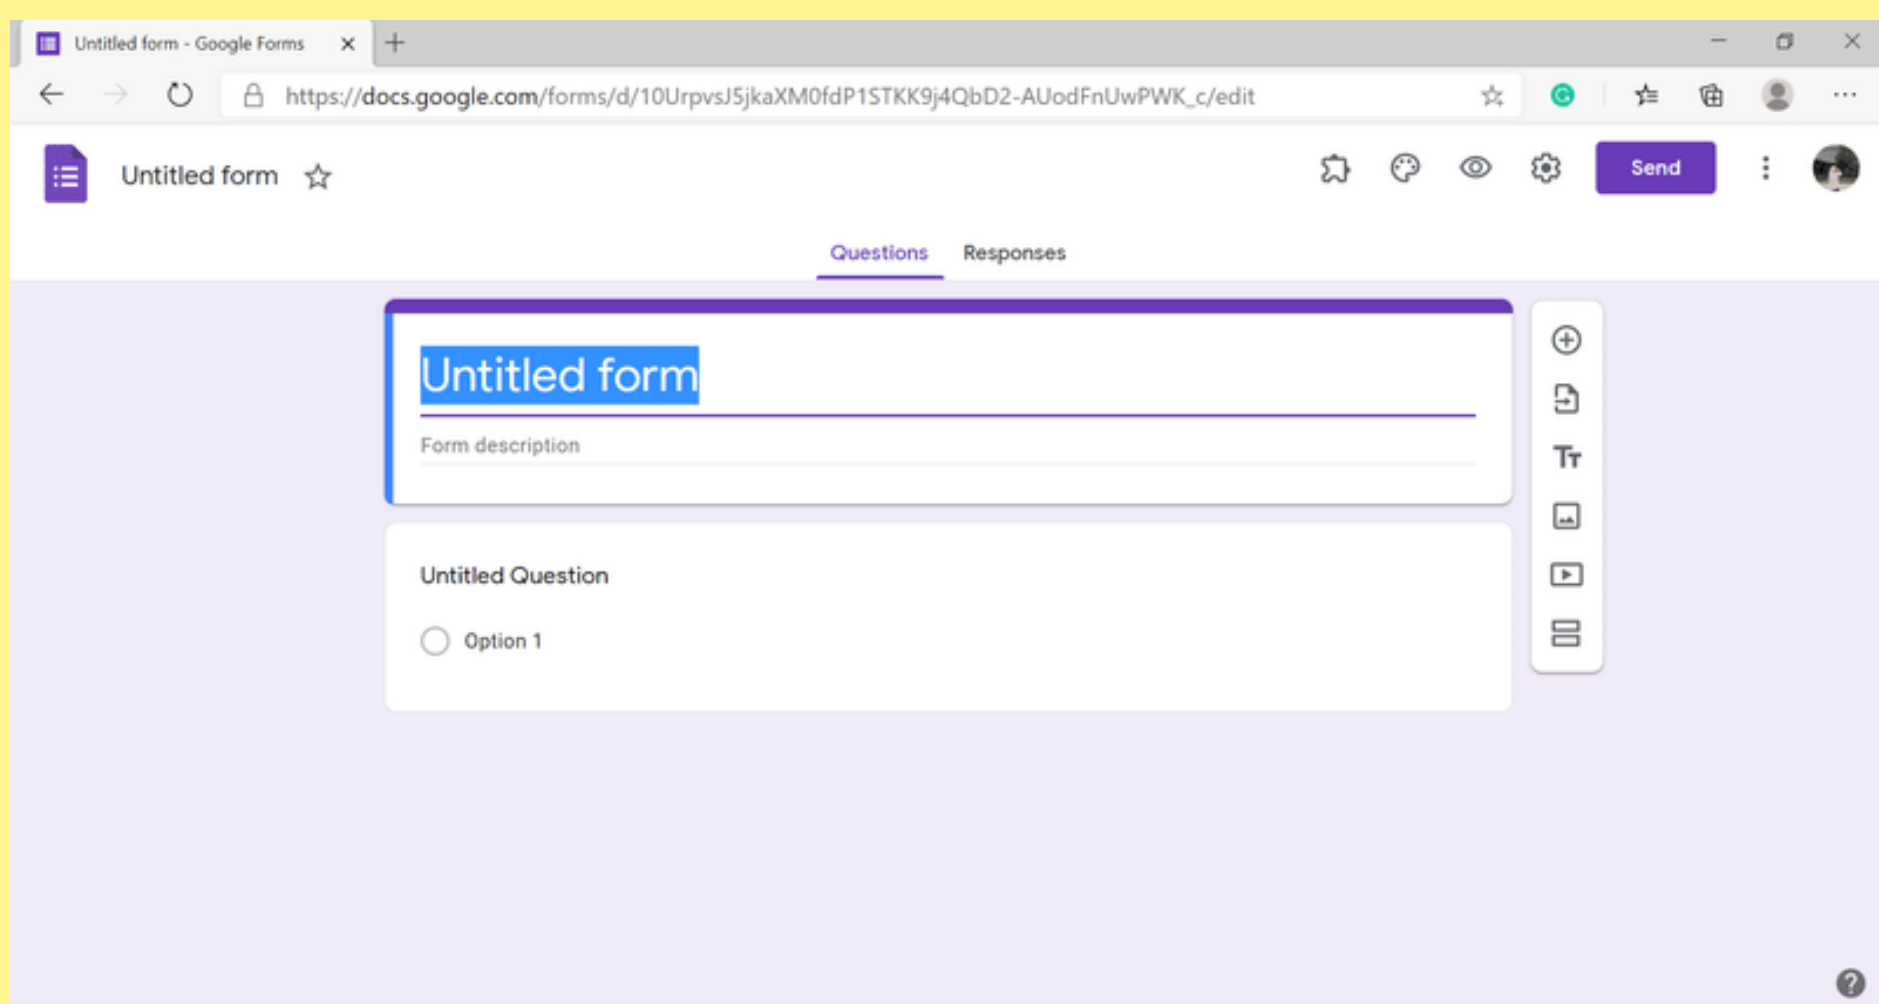 Untitled form - Google Forms
https://docs.google.com/forms/d/10UrpvsJ5jkaXM0fdP1STKK9j4QbD2-AUodFnUwPWK_c/edit
Untitled form
Send
Questions Responses
Untitled form
Form description
Untitled Question
Option 1